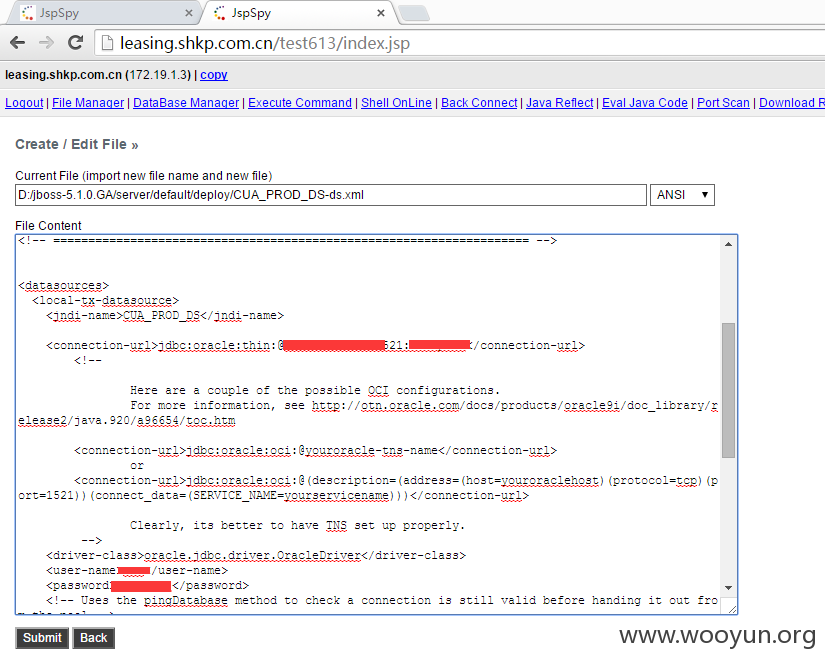 JspSpy
JspSpy
leasing.shkp.com.cn/test613/index.jsp
leasing.shkp.com.cn (172.19.1.3) | copy
Logout | File Manager | DataBase Manager | Execute Command | Shell OnLine | Back Connect | Java Reflect | Eval Java Code | Port Scan | Download R
Create / Edit File »
Current File (import new file name and new file)
D:/jboss-5.1.0.GA/server/default/deploy/CUA_PROD_DS-ds.xml
ANSI
File Content
<!-- ==================================================================== -->
<datasources>
<local-tx-datasource>
<jndi-name>CUA_PROD_DS</jndi-name>
<connection-url>jdbc:oracle:thin:@ 521: /connection-url>
<!--
Here are a couple of the possible OCI configurations.
For more information, see http://otn.oracle.com/docs/products/oracle9i/doc_library/r
elease2/java.920/a96654/toc.htm
<connection-url>jdbc:oracle:oci:@youroracle-tns-name</connection-url>
or
<connection-url>jdbc:oracle:oci:@(description=(address=(host=youroraclehost)(protocol=tcp)(p
ort=1521))(connect_data=(SERVICE_NAME=yourservicename)))</connection-url>
Clearly, its better to have TNS set up properly.
-->
<driver-class>oracle.jdbc.driver.OracleDriver</driver-class>
<user-name /user-name>
<password </password>
<!-- Uses the pingDatabase method to check a connection is still valid before handing it out fro
Submit
Back
www.wooyun.org